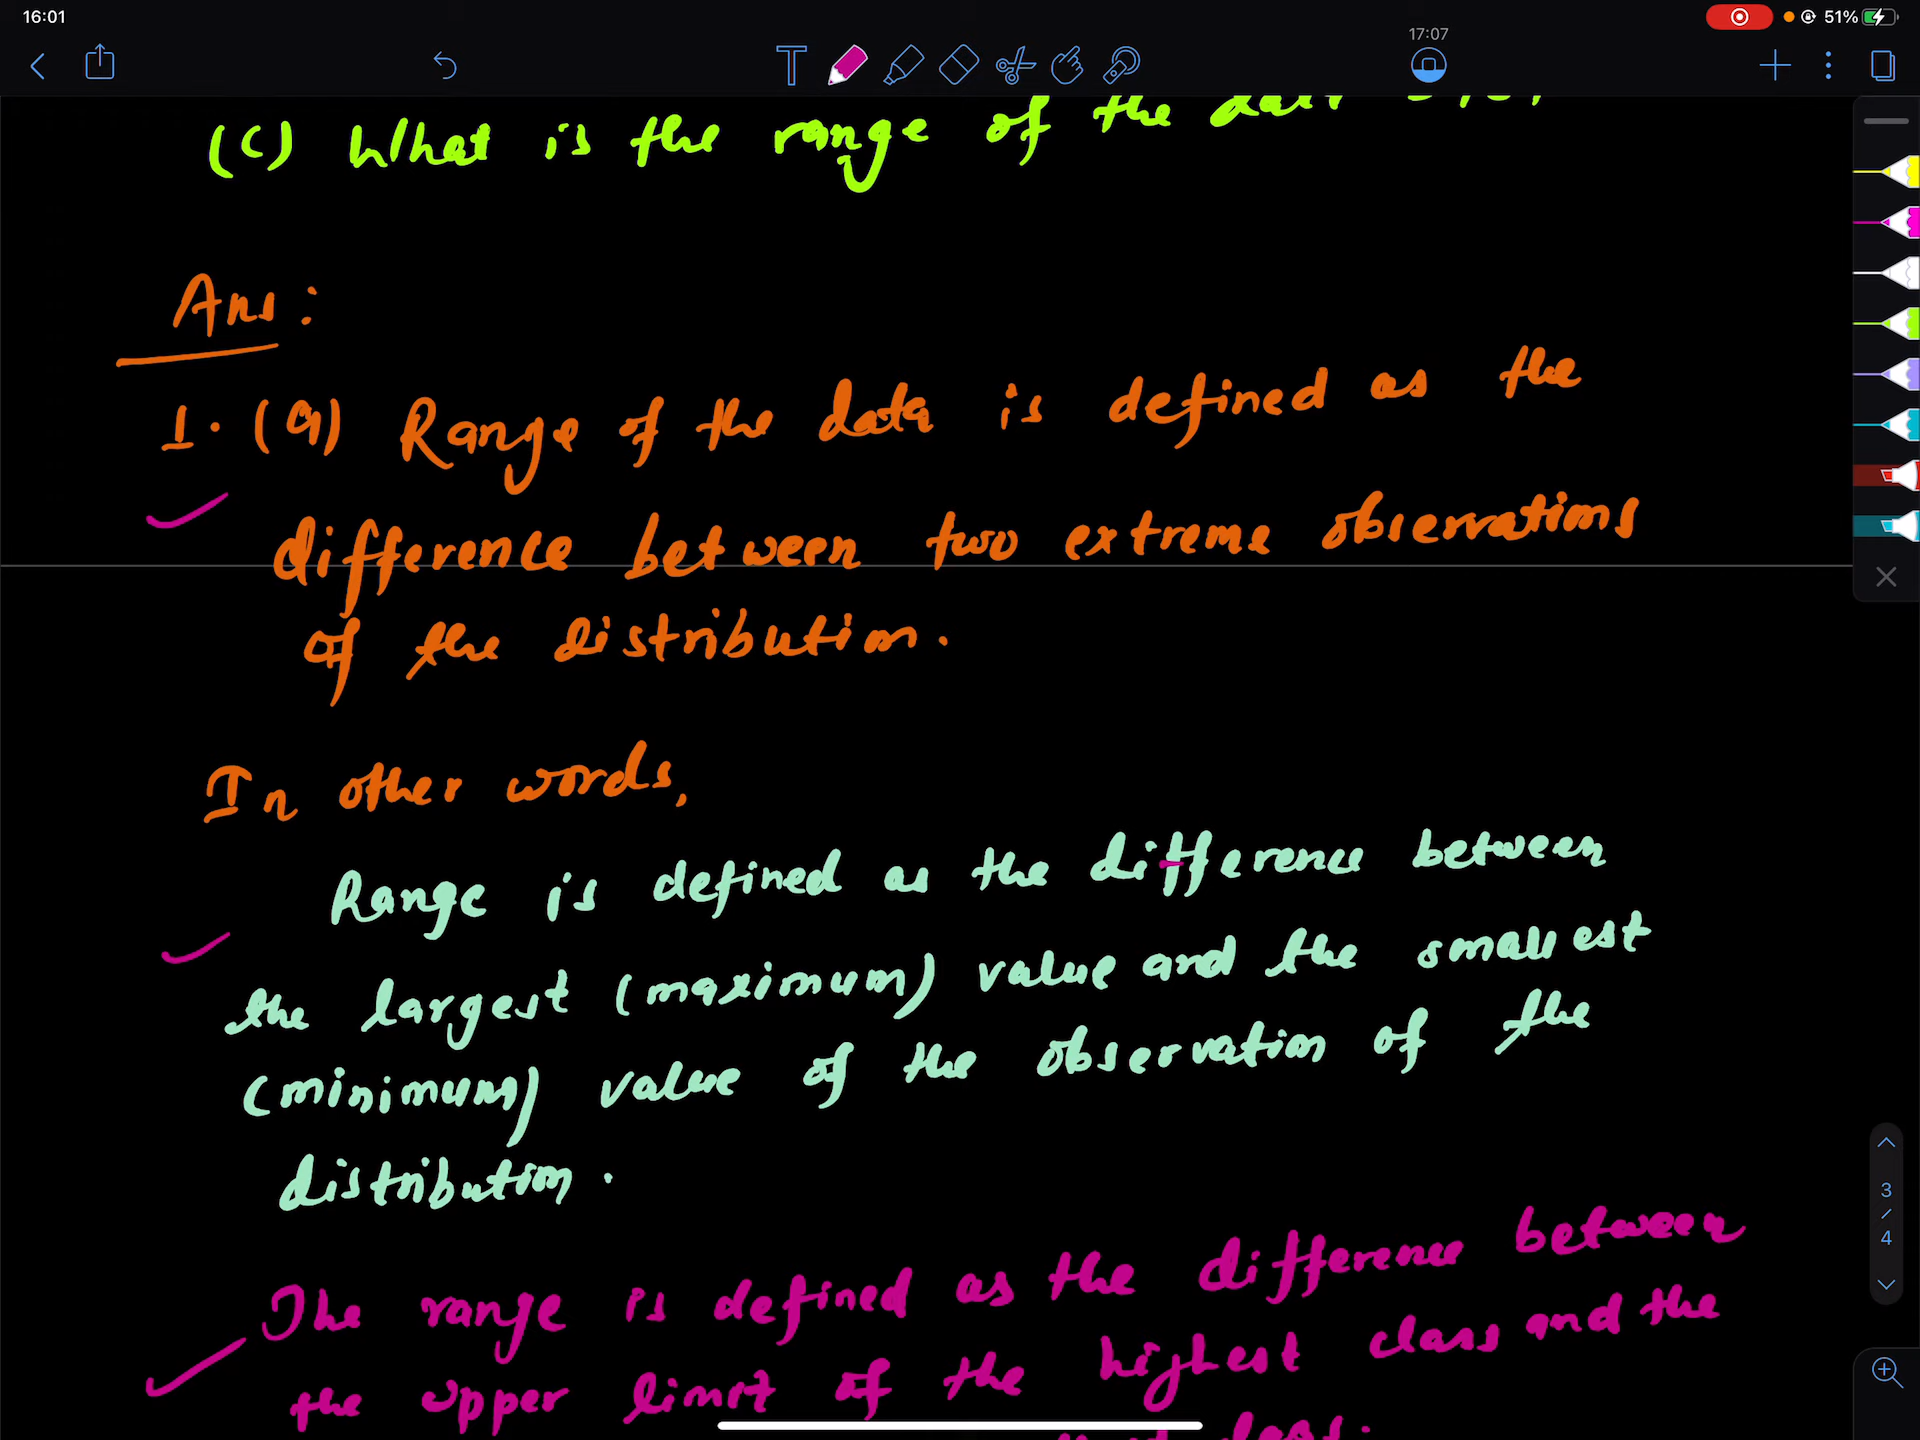 16:01
51%
17:07
(C) What is the range of the data
Ans:
1. (a) Range of the data is defined as the
difference between two extreme observations
of the distribution.
In other words,
Range is defined as the difference between
the largest (maximum) value and the smallest
(minimum) value of the observation of the
distribution.
The range is defined as the difference between
the upper limit of the highest class and the
3
/
4